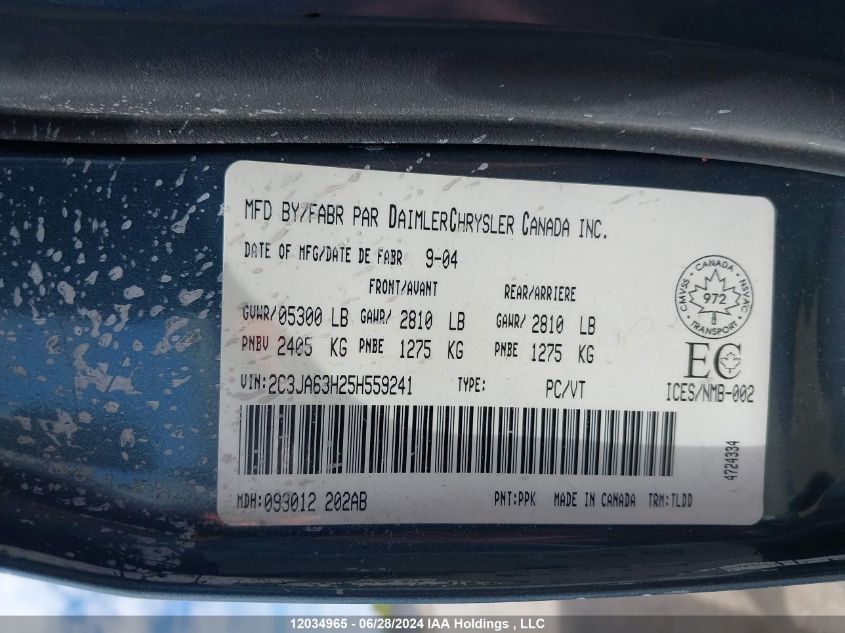 MFD BY/FABR PAR DAIMLERCHRYSLER CANADA INC.
DATE OF MFG/DATE DE FABR 9-04
FRONT/AVANT REAR/ARRIERE
GVWR/05300 LB GAWR/ 2810 LB GAWR/ 2810 LB
PNBV 2405 KG PNBE 1275 KG PNBE 1275 KG
VIN:2C3JA63H25H559241 TYPE: PC/VT
CMVSS CANADA NSVAC
972
TRANSPORT
EC
ICES/NMB-002
4724334
MDH:093012 202AB PNT:PPK MADE IN CANADA TRM:TLDD
12034965 - 06/28/2024 IAA Holdings , LLC